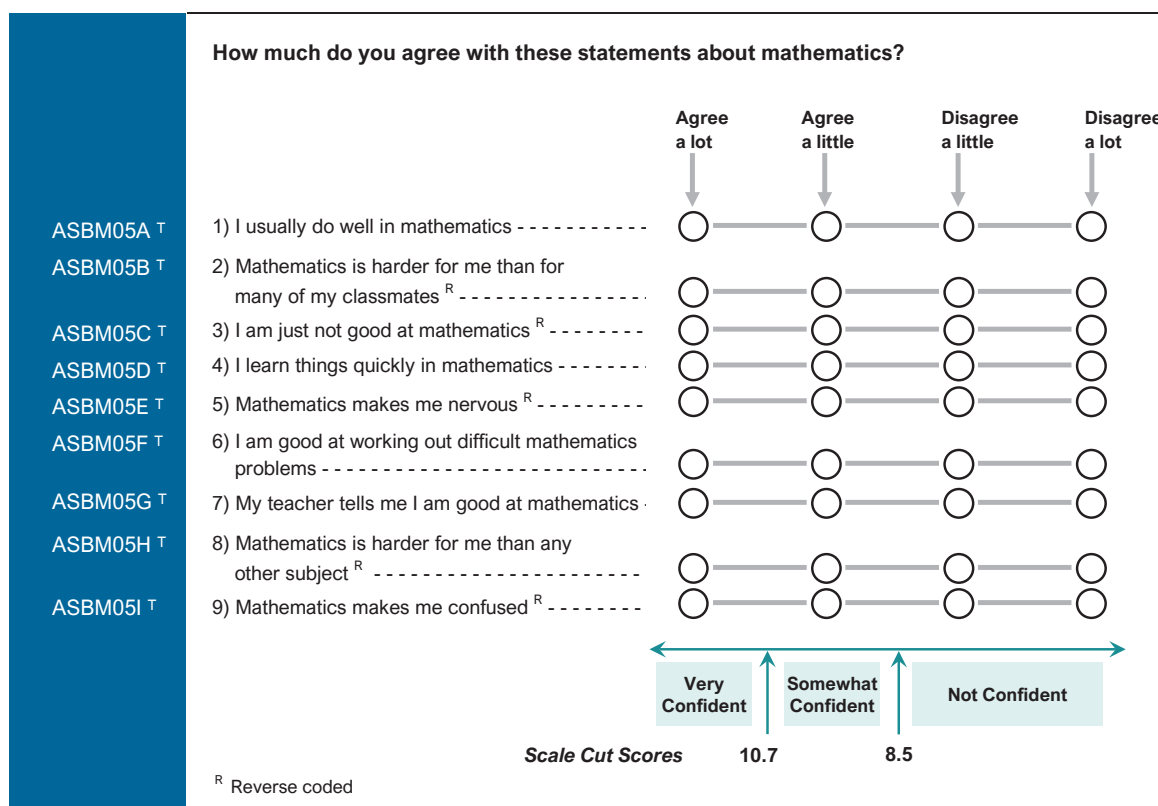 How much do you agree with these statements about mathematics?
Agree a lot
Agree a little
Disagree a little
Disagree a lot
ASBM05A T 1) I usually do well in mathematics - - - - - - - - - - -
ASBM05B T 2) Mathematics is harder for me than for
many of my classmates R - - - - - - - - - - - - - - - -
ASBM05C T 3) I am just not good at mathematics R - - - - - - - -
ASBM05D T 4) I learn things quickly in mathematics - - - - - - - -
ASBM05E T 5) Mathematics makes me nervous R - - - - - - - - -
ASBM05F T 6) I am good at working out difficult mathematics
problems - - - - - - - - - - - - - - - - - - - - - - - - - - - -
ASBM05G T 7) My teacher tells me I am good at mathematics -
ASBM05H T 8) Mathematics is harder for me than any
other subject R - - - - - - - - - - - - - - - - - - - - - - -
ASBM05I T 9) Mathematics makes me confused R - - - - - - - -
Very Confident
Somewhat Confident
Not Confident
Scale Cut Scores 10.7 8.5
R Reverse coded